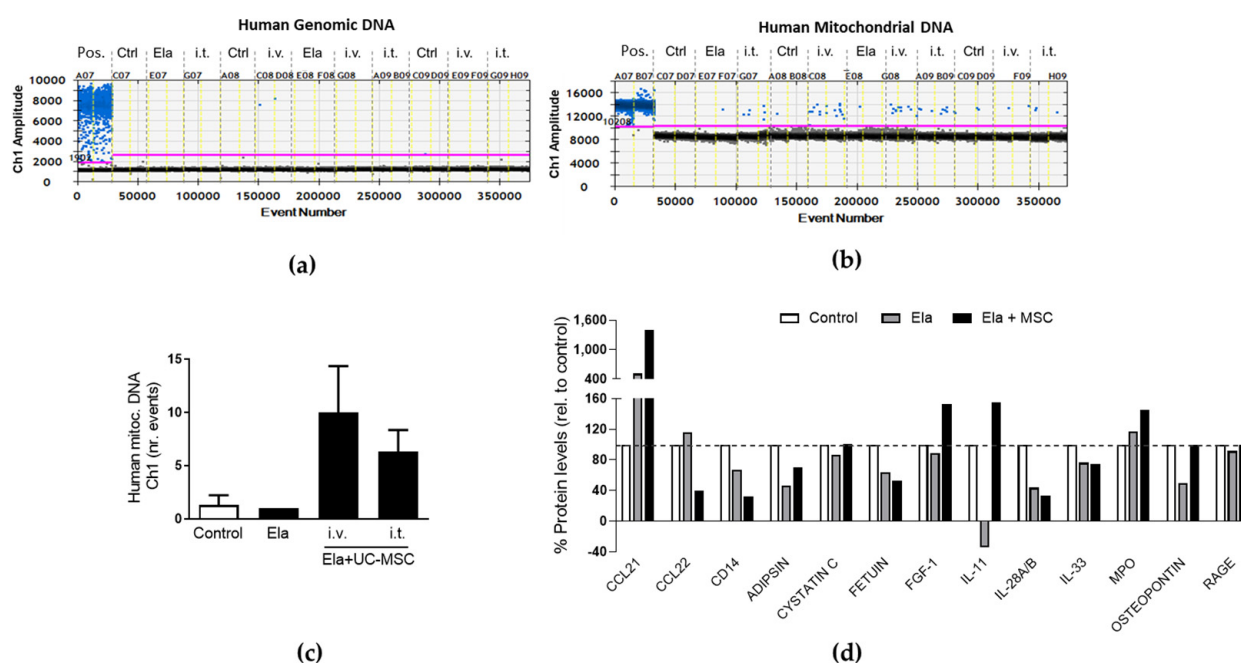 Human Genomic DNA
Pos. Ctrl Ela i.t. Ctrl i.v. Ela i.v. i.t. Ctrl i.v. i.t.
A07 C07 E07 G07 A08 C08 D08 E08 F08 G08 A09 B09 C09 D09 E09 F09 G09 H09
Ch1 Amplitude
10000
8000
6000
4000
2000
0
0 50000 100000 150000 200000 250000 300000 350000
Event Number
(a)
Human Mitochondrial DNA
Pos. Ctrl Ela i.t. Ctrl i.v. Ela i.v. i.t. Ctrl i.v. i.t.
A07 B07 C07 D07 E07 F07 G07 A08 B08 C08 E08 G08 A09 B09 C09 D09 F09 H09
Ch1 Amplitude
16000
12000
10208
8000
4000
0
0 50000 100000 150000 200000 250000 300000 350000
Event Number
(b)
Human mitoc. DNA
Ch1 (nr. events)
15
10
5
0
Control Ela i.v. i.t.
Ela+UC-MSC
(c)
Control Ela Ela + MSC
% Protein levels (rel. to control)
1,600
1,000
400
160
120
80
40
0
-40
CCL21
CCL22
CD14
ADIPSIN
CYSTATIN C
FETUIN
FGF-1
IL-11
IL-28A/B
IL-33
MPO
OSTEOPONTIN
RAGE
(d)